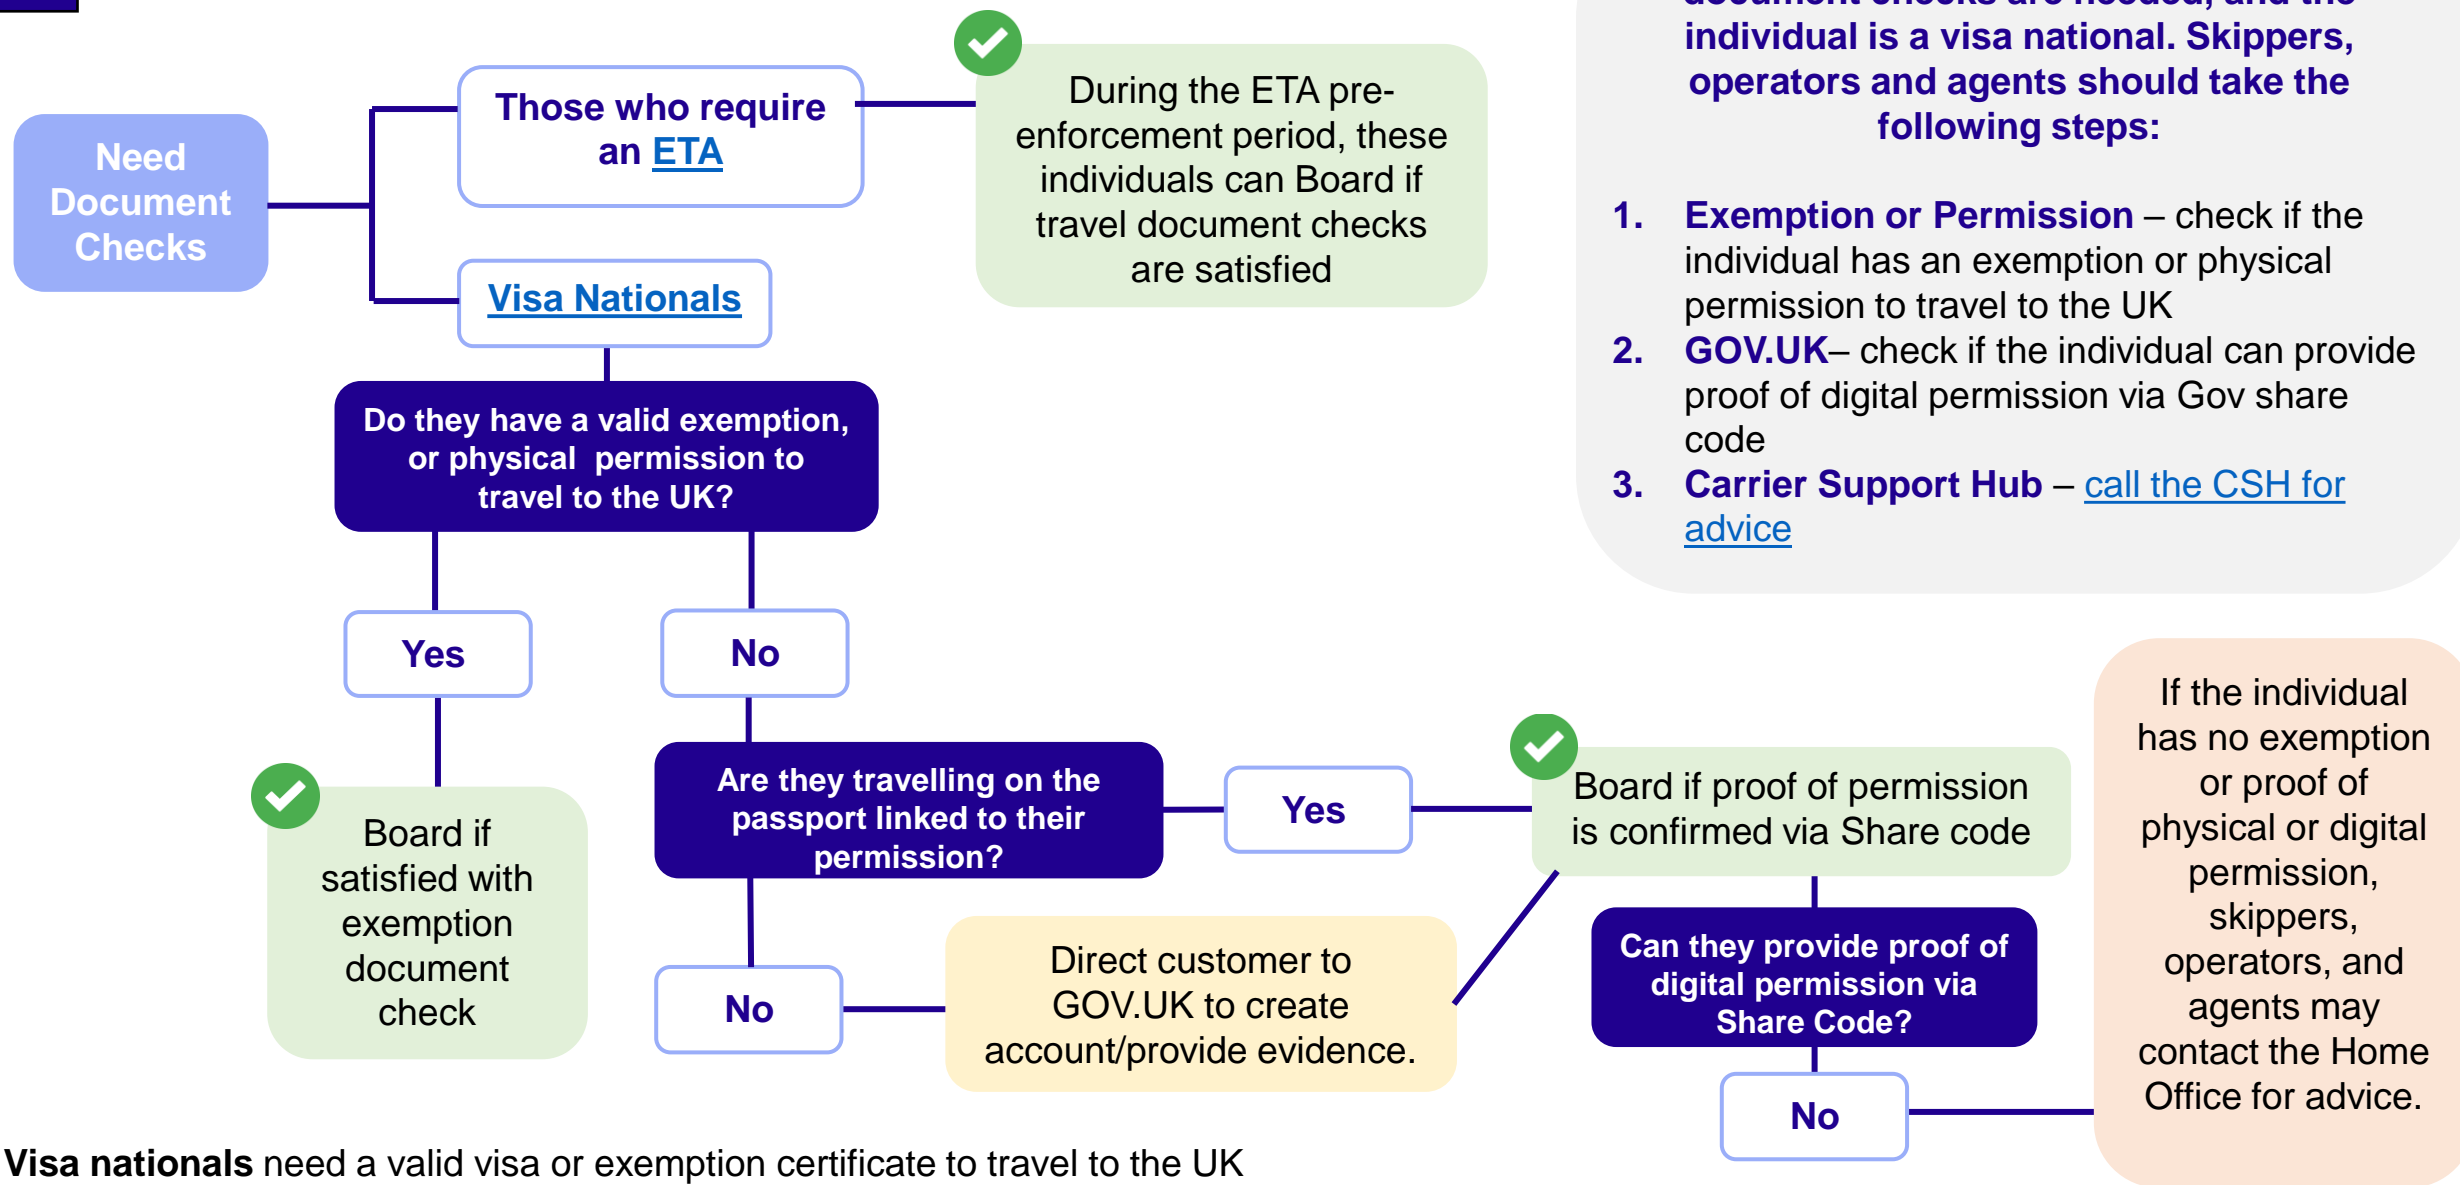 Need
Document
Checks
Those who require
an ETA
During the ETA pre-
enforcement period, these
individuals can Board if
travel document checks
are satisfied
Visa Nationals
Do they have a valid exemption,
or physical  permission to
travel to the UK?
Yes
No
Board if
satisfied with
exemption
document
check
Are they travelling on the
passport linked to their
permission?
Yes
No
Direct customer to
GOV.UK to create
account/provide evidence.
Board if proof of permission
is confirmed via Share code
Can they provide proof of
digital permission via
Share Code?
No
If the individual
has no exemption
or proof of
physical or digital
permission,
skippers,
operators, and
agents may
contact the Home
Office for advice.
document checks are needed, and the
individual is a visa national. Skippers,
operators and agents should take the
following steps:
1. Exemption or Permission – check if the
individual has an exemption or physical
permission to travel to the UK
2. GOV.UK– check if the individual can provide
proof of digital permission via Gov share
code
3. Carrier Support Hub – call the CSH for
advice
Visa nationals need a valid visa or exemption certificate to travel to the UK